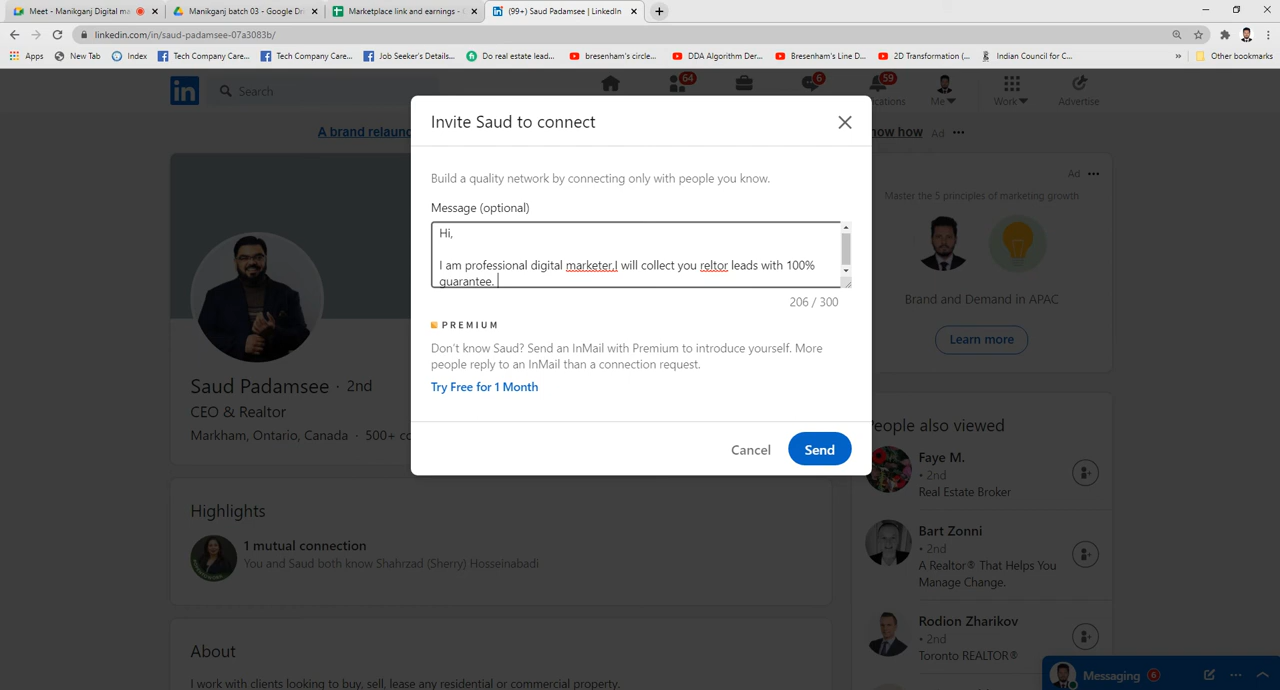 Meet - Manikganj Digital ma
Manikganj batch 03 - Google Dri
Marketplace link and earnings - G
(99+) Saud Padamsee | LinkedIn
linkedin.com/in/saud-padamsee-07a3083b/
Apps
New Tab
Index
Tech Company Care...
Tech Company Care...
Job Seeker's Details...
Do real estate lead...
bresenham's circle...
DDA Algorithm Der...
Bresenham's Line D...
2D Transformation (...
Indian Council for C...
»
Other bookmarks
in
Search
64
6
59
ications
Me
Work
Advertise
A brand relaun
now how
Ad
Invite Saud to connect
Build a quality network by connecting only with people you know.
Message (optional)
Hi,
I am professional digital marketer,I will collect you reltor leads with 100%
guarantee.
206 / 300
PREMIUM
Don't know Saud? Send an InMail with Premium to introduce yourself. More
people reply to an InMail than a connection request.
Try Free for 1 Month
Cancel
Send
Saud Padamsee · 2nd
CEO & Realtor
Markham, Ontario, Canada · 500+ co
Highlights
1 mutual connection
You and Saud both know Shahrzad (Sherry) Hosseinabadi
About
I work with clients looking to buy, sell, lease any residential or commercial property.
Ad
Master the 5 principles of marketing growth
Brand and Demand in APAC
Learn more
People also viewed
Faye M.
• 2nd
Real Estate Broker
Bart Zonni
• 2nd
A Realtor® That Helps You
Manage Change.
Rodion Zharikov
• 2nd
Toronto REALTOR®
Messaging
6